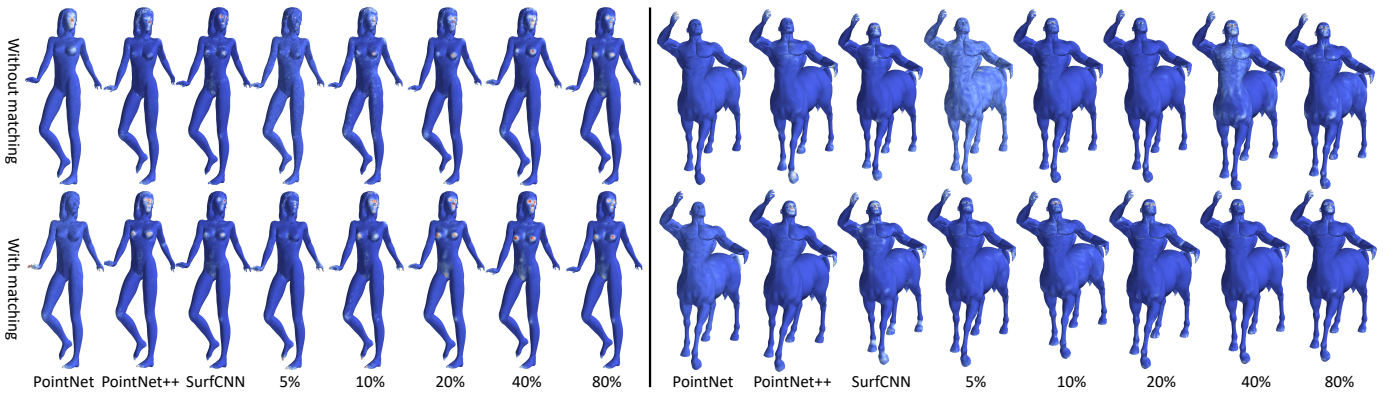 Without matching
With matching
PointNet PointNet++ SurfCNN 5% 10% 20% 40% 80%
PointNet PointNet++ SurfCNN 5% 10% 20% 40% 80%